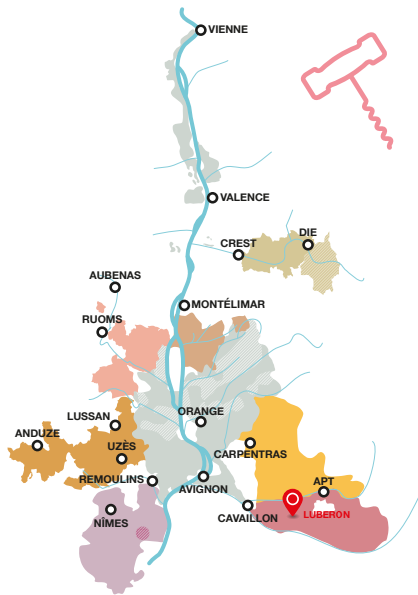 VIENNE
VALENCE
DIE
CREST
AUBENAS
MONTÉLIMAR
RUOMS
ORANGE
LUSSAN
ANDUZE
UZÈS
CARPENTRAS
REMOULINS
AVIGNON
APT
NÎMES
CAVAILLON
LUBERON